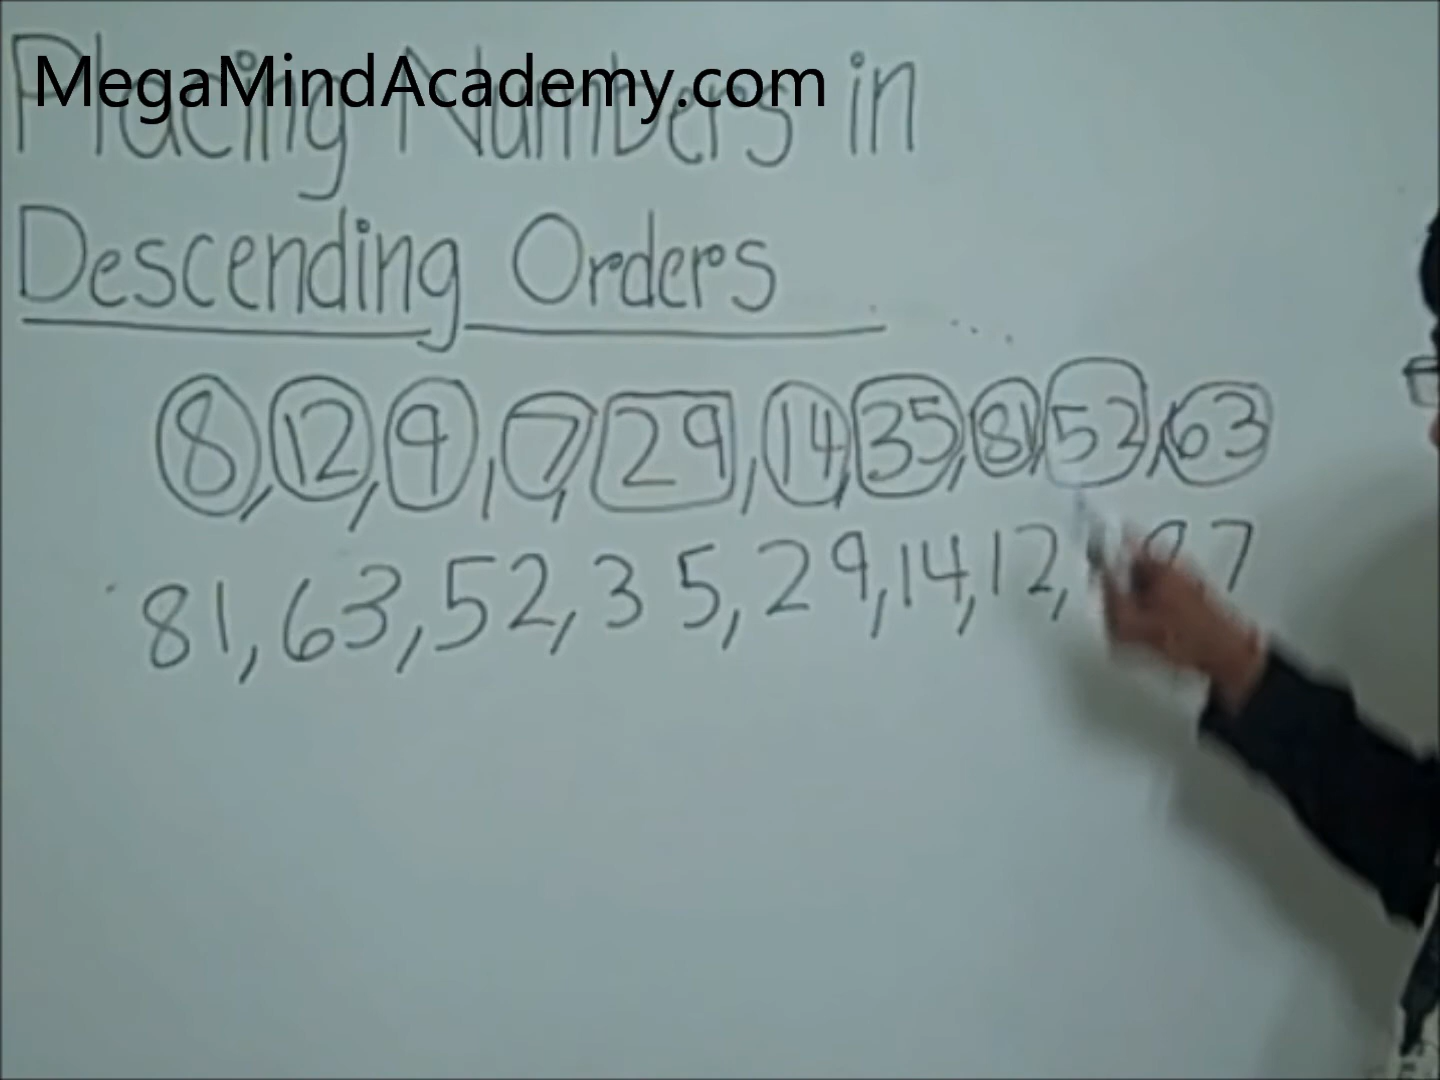 MegaMindAcademy.com
Placing Numbers in
Descending Orders
8, 12, 9, 7, 29, 14, 35, 81, 52, 63
81, 63, 52, 35, 29, 14, 12, 7